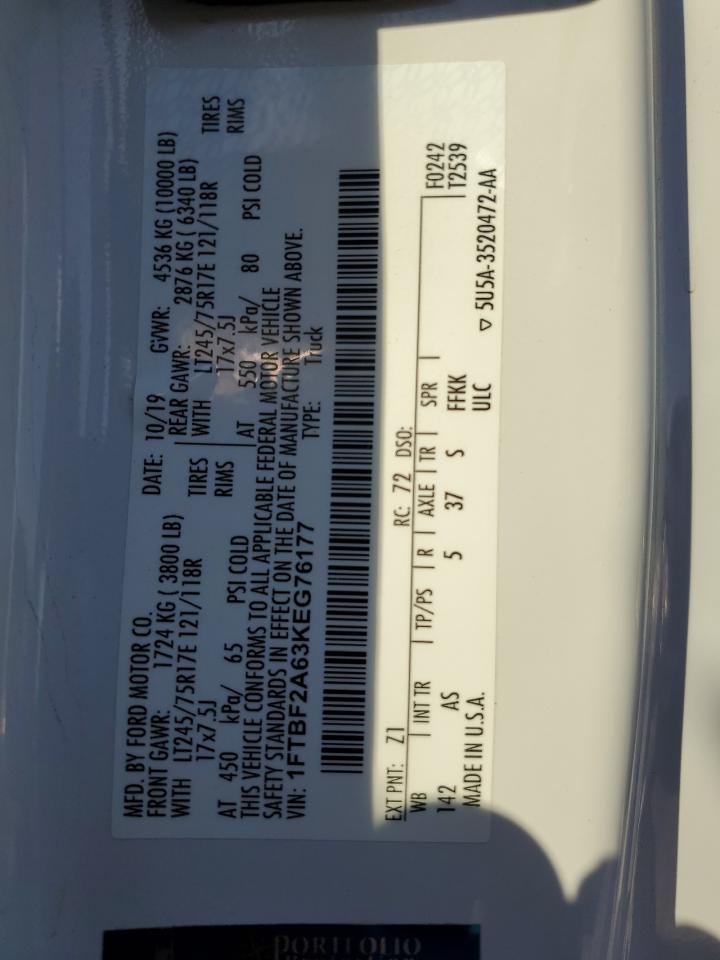 MFD. BY FORD MOTOR CO.
DATE: 10/19 GVWR: 4536 KG (10000 LB)
FRONT GAWR: 1724 KG ( 3800 LB) REAR GAWR: 2876 KG ( 6340 LB)
WITH LT245/75R17E 121/118R TIRES WITH LT245/75R17E 121/118R TIRES
17x7.5J RIMS 17x7.5J RIMS
AT 450 kPa/ 65 PSI COLD AT 550 kPa/ 80 PSI COLD
THIS VEHICLE CONFORMS TO ALL APPLICABLE FEDERAL MOTOR VEHICLE
SAFETY STANDARDS IN EFFECT ON THE DATE OF MANUFACTURE SHOWN ABOVE.
VIN: 1FTBF2A63KEG76177 TYPE: Truck
EXT PNT: Z1 RC: 72 DSO: F0242
WB INT TR TP/PS R AXLE TR SPR T2539
142 AS 5 37 S FFKK
MADE IN U.S.A. ULC ▽ 5U5A-3520472-AA
PORTFOLIO